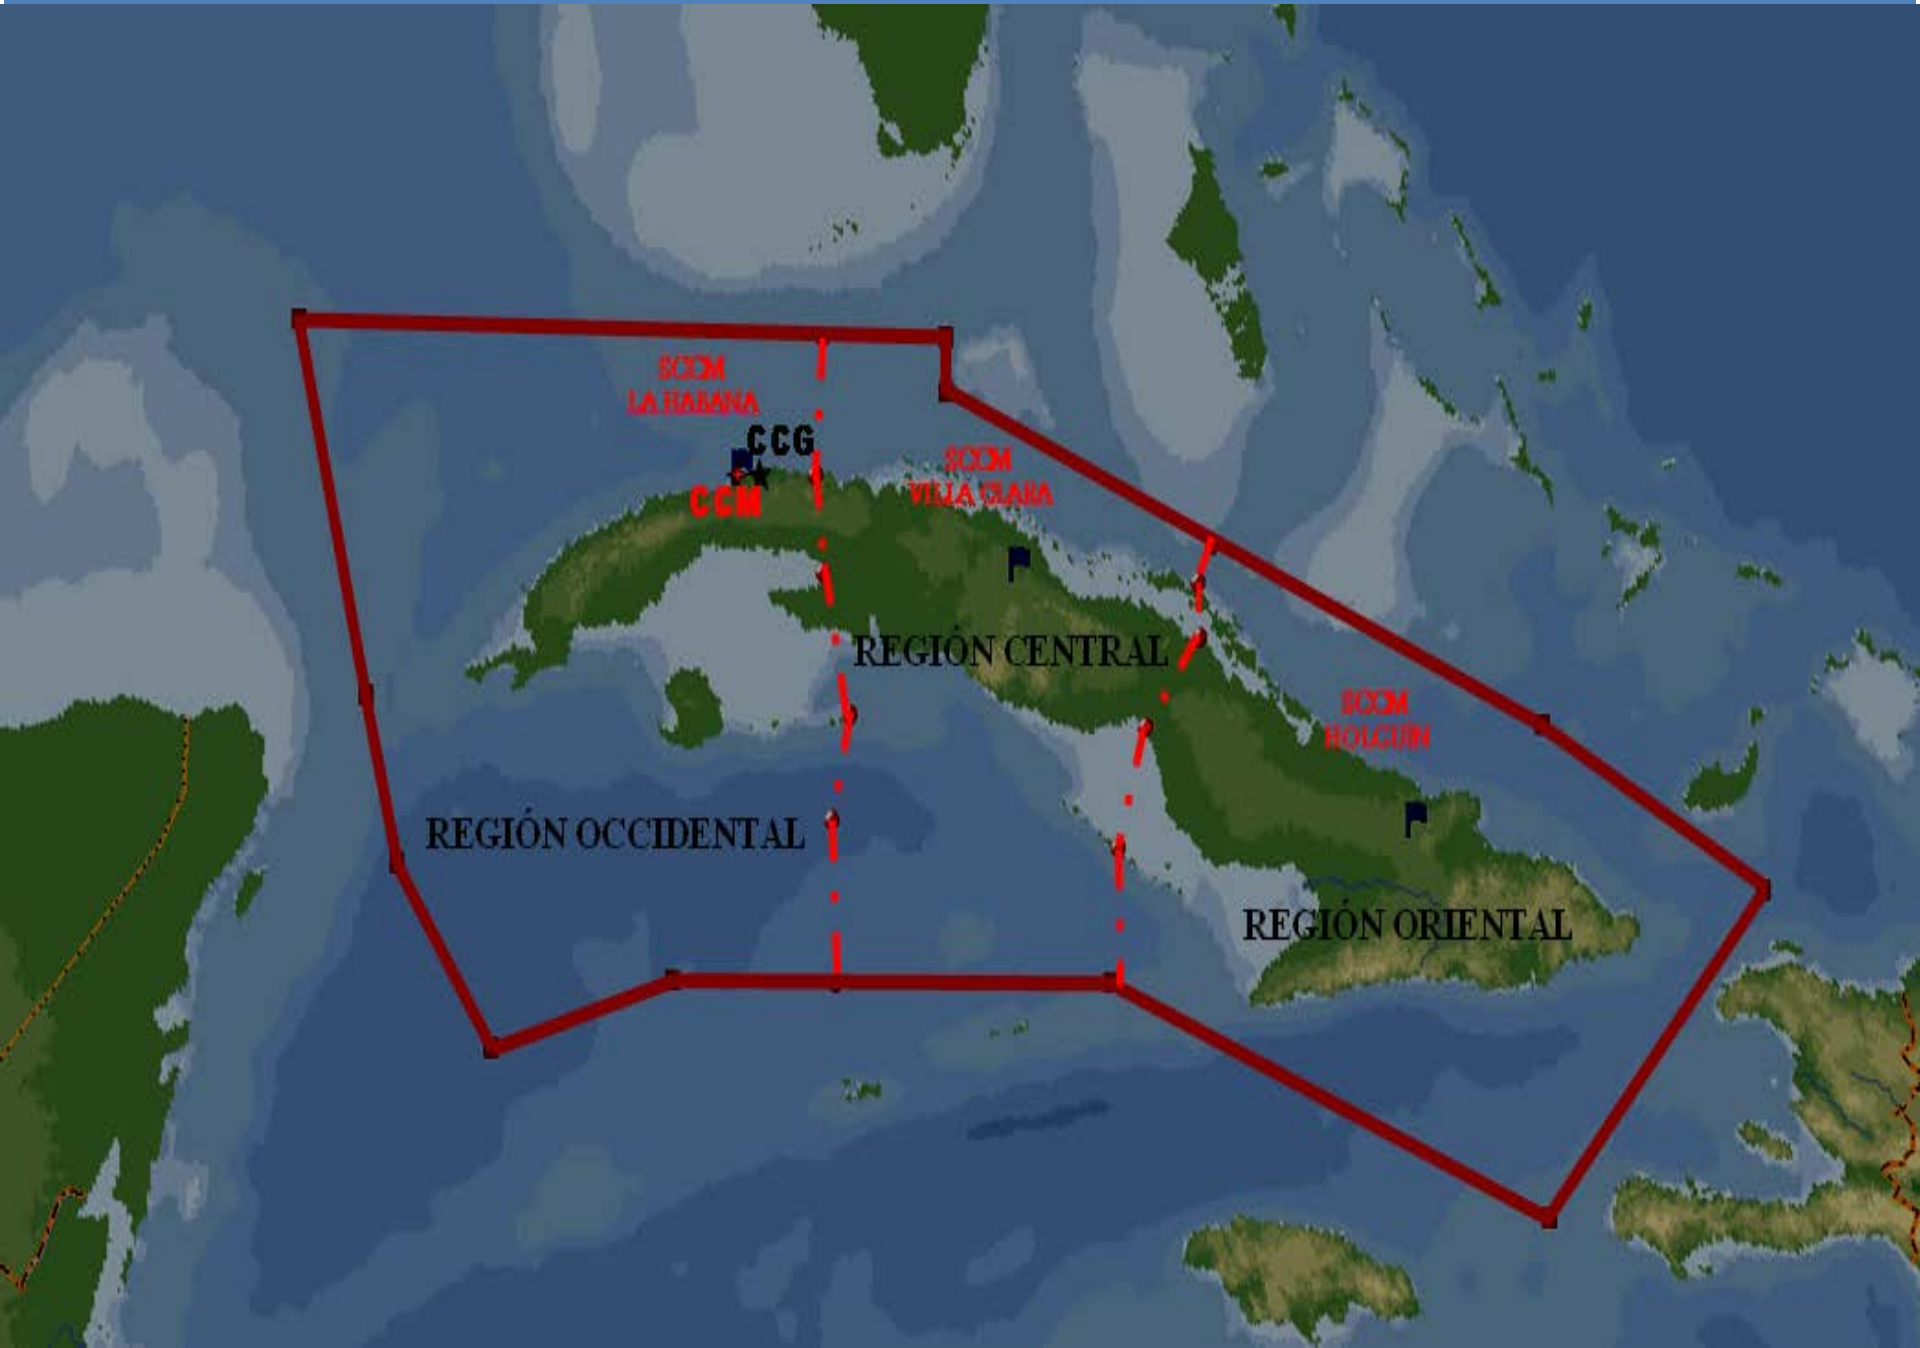 SCCM
LA HABANA
CCG
CCM
SCCM
VILLA CLARA
REGIÓN CENTRAL
SCCM
HOLGUIN
REGIÓN OCCIDENTAL
REGIÓN ORIENTAL